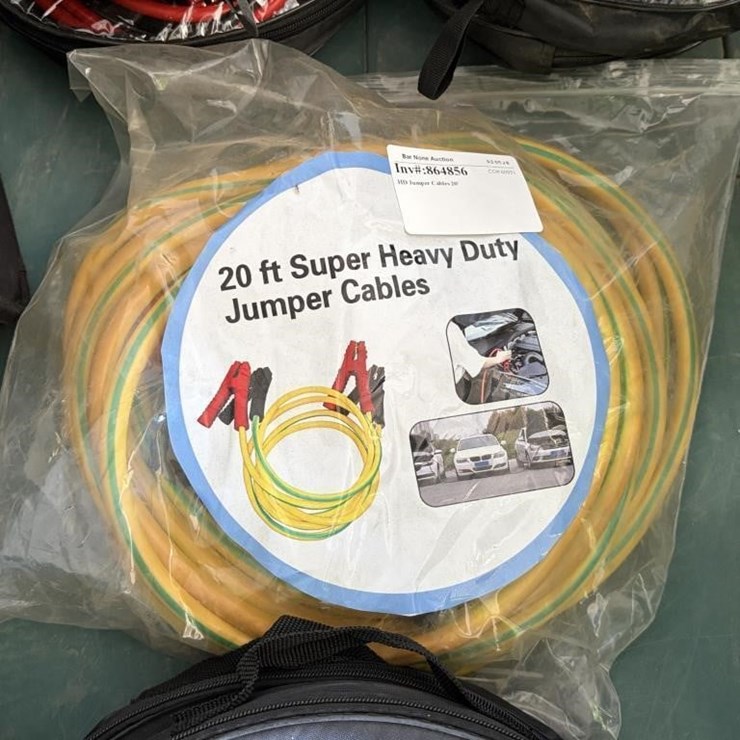 Bar None Auction
Inv#:864856
HD Jumper Cables 20'
20 ft Super Heavy Duty
Jumper Cables